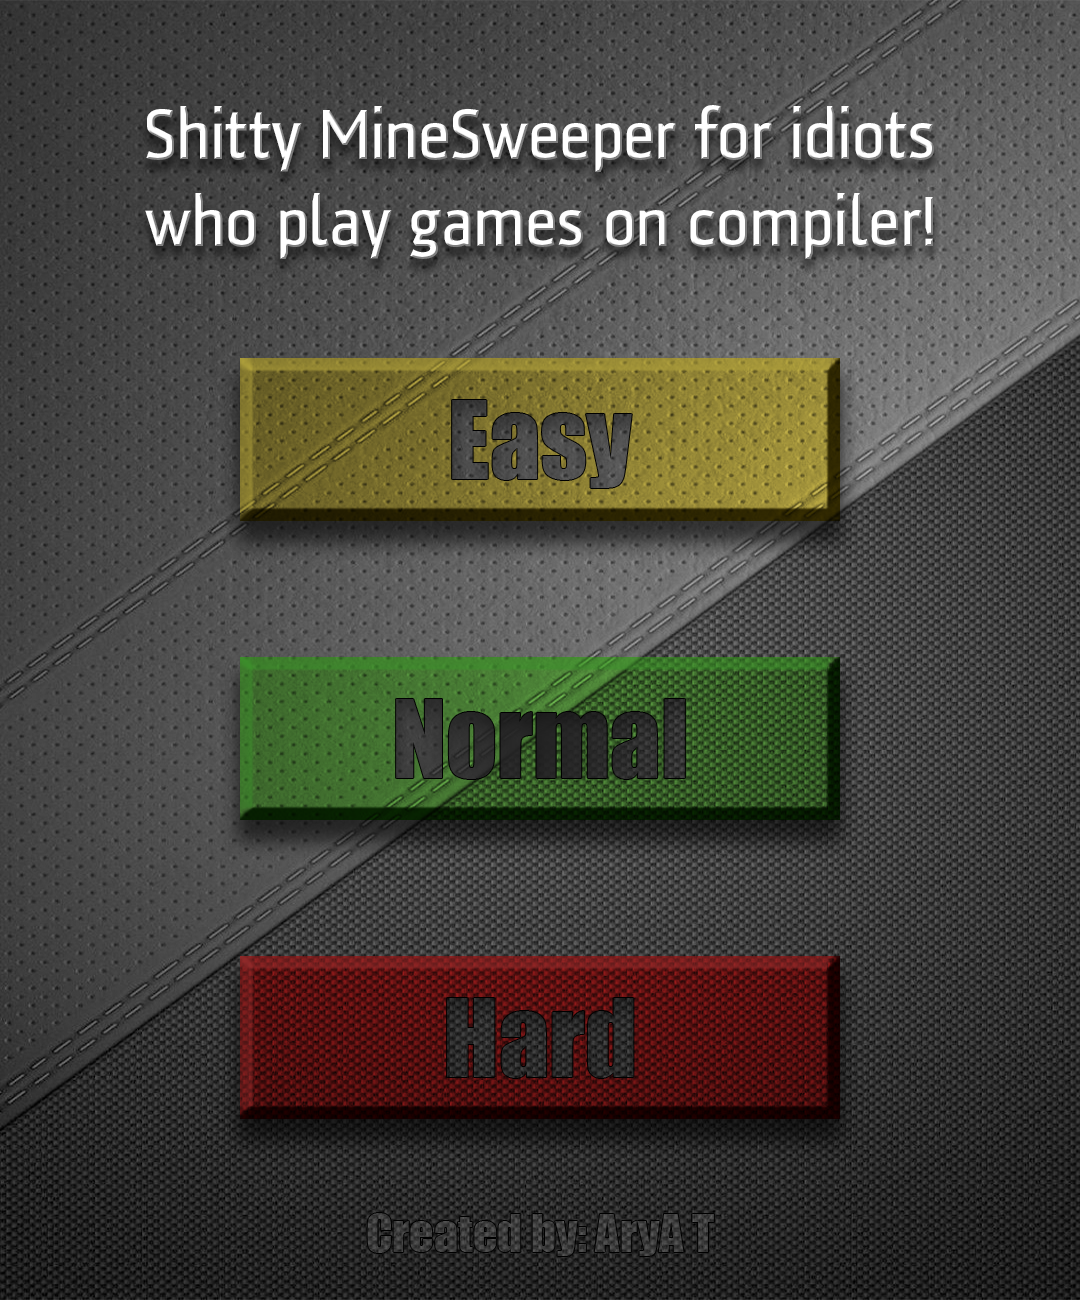 Shitty MineSweeper for idiots
who play games on compiler!
Easy
Normal
Hard
Created by: AryA T